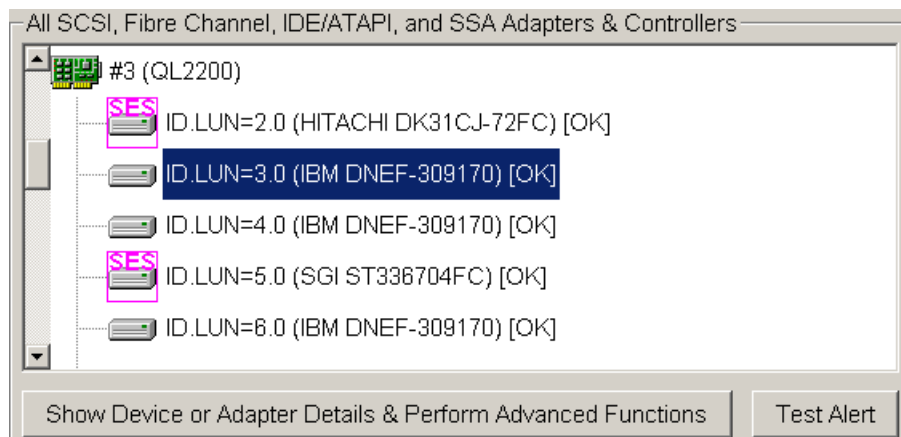 All SCSI, Fibre Channel, IDE/ATAPI, and SSA Adapters & Controllers
#3 (QL2200)
SES
ID.LUN=2.0 (HITACHI DK31CJ-72FC) [OK]
ID.LUN=3.0 (IBM DNEF-309170) [OK]
ID.LUN=4.0 (IBM DNEF-309170) [OK]
SES
ID.LUN=5.0 (SGI ST336704FC) [OK]
ID.LUN=6.0 (IBM DNEF-309170) [OK]
Show Device or Adapter Details & Perform Advanced Functions Test Alert